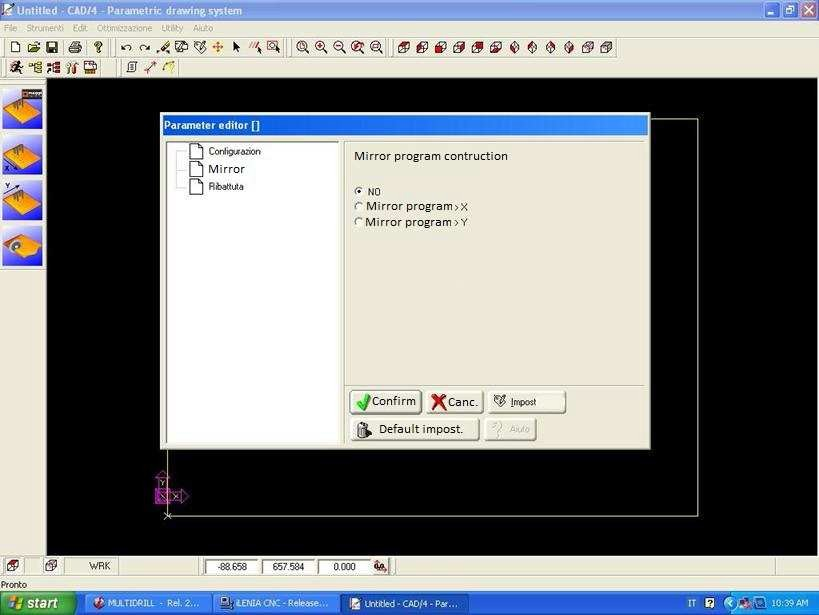 Untitled - CAD/4 - Parametric drawing system
File Strumenti Edit Ottimizzazione Utility Aiuto
Parameter editor []
Configurazion
Mirror
Ribattuta
Mirror program contruction
NO
Mirror program > X
Mirror program > Y
Confirm
Canc.
Impost
Default impost.
Aiuto
X
Y
Y
X
WRK
-88.658
657.584
0.000
Pronto
start
MULTIDRILL - Rel. 2...
iLENIA CNC - Release...
Untitled - CAD/4 - Par...
IT
10:39 AM